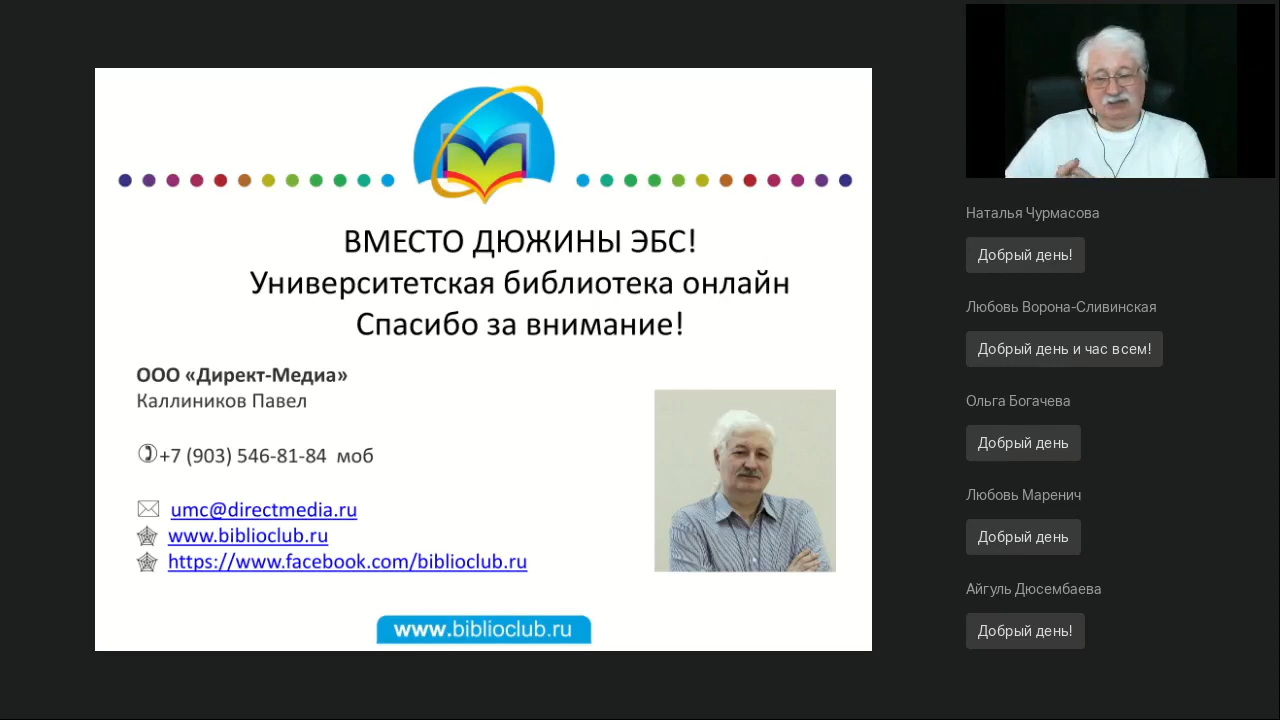 ВМЕСТО ДЮЖИНЫ ЭБС!
Университетская библиотека онлайн
Спасибо за внимание!
ООО «Директ-Медиа»
Каллиников Павел
+7 (903) 546-81-84 моб
umc@directmedia.ru
www.biblioclub.ru
https://www.facebook.com/biblioclub.ru
www.biblioclub.ru
Наталья Чурмасова
Добрый день!
Любовь Ворона-Сливинская
Добрый день и час всем!
Ольга Богачева
Добрый день
Любовь Маренич
Добрый день
Айгуль Дюсембаева
Добрый день!